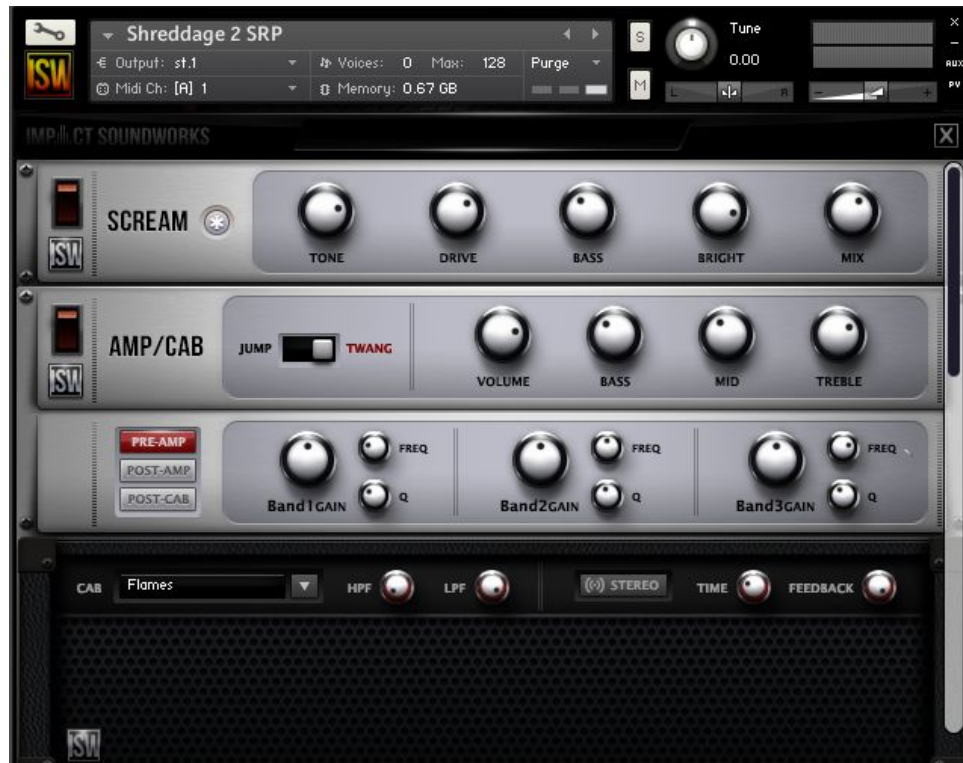 Shreddage 2 SRP
S
Tune
×
Output: st.1
Voices: 0 Max: 128
Purge
0.00
AUX
Midi Ch: [A] 1
Memory: 0.67 GB
M
L
R
-
+
PV
ISW
IMPACT SOUNDWORKS
X
SCREAM
ISW
TONE
DRIVE
BASS
BRIGHT
MIX
AMP/CAB
JUMP
TWANG
ISW
VOLUME
BASS
MID
TREBLE
PRE-AMP
POST-AMP
POST-CAB
Band1GAIN
FREQ
Q
Band2GAIN
FREQ
Q
Band3GAIN
FREQ
Q
CAB
Flames
HPF
LPF
STEREO
TIME
FEEDBACK
ISW